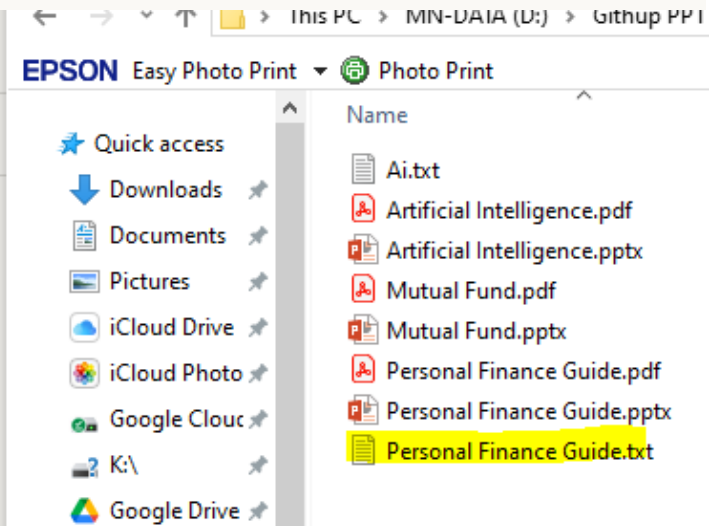 This PC > MN-DATA (D:) > Githup PPT
EPSON Easy Photo Print Photo Print
Quick access
Downloads
Documents
Pictures
iCloud Drive
iCloud Photo
Google Clouc
K:\
Google Drive
Name
Ai.txt
Artificial Intelligence.pdf
Artificial Intelligence.pptx
Mutual Fund.pdf
Mutual Fund.pptx
Personal Finance Guide.pdf
Personal Finance Guide.pptx
Personal Finance Guide.txt